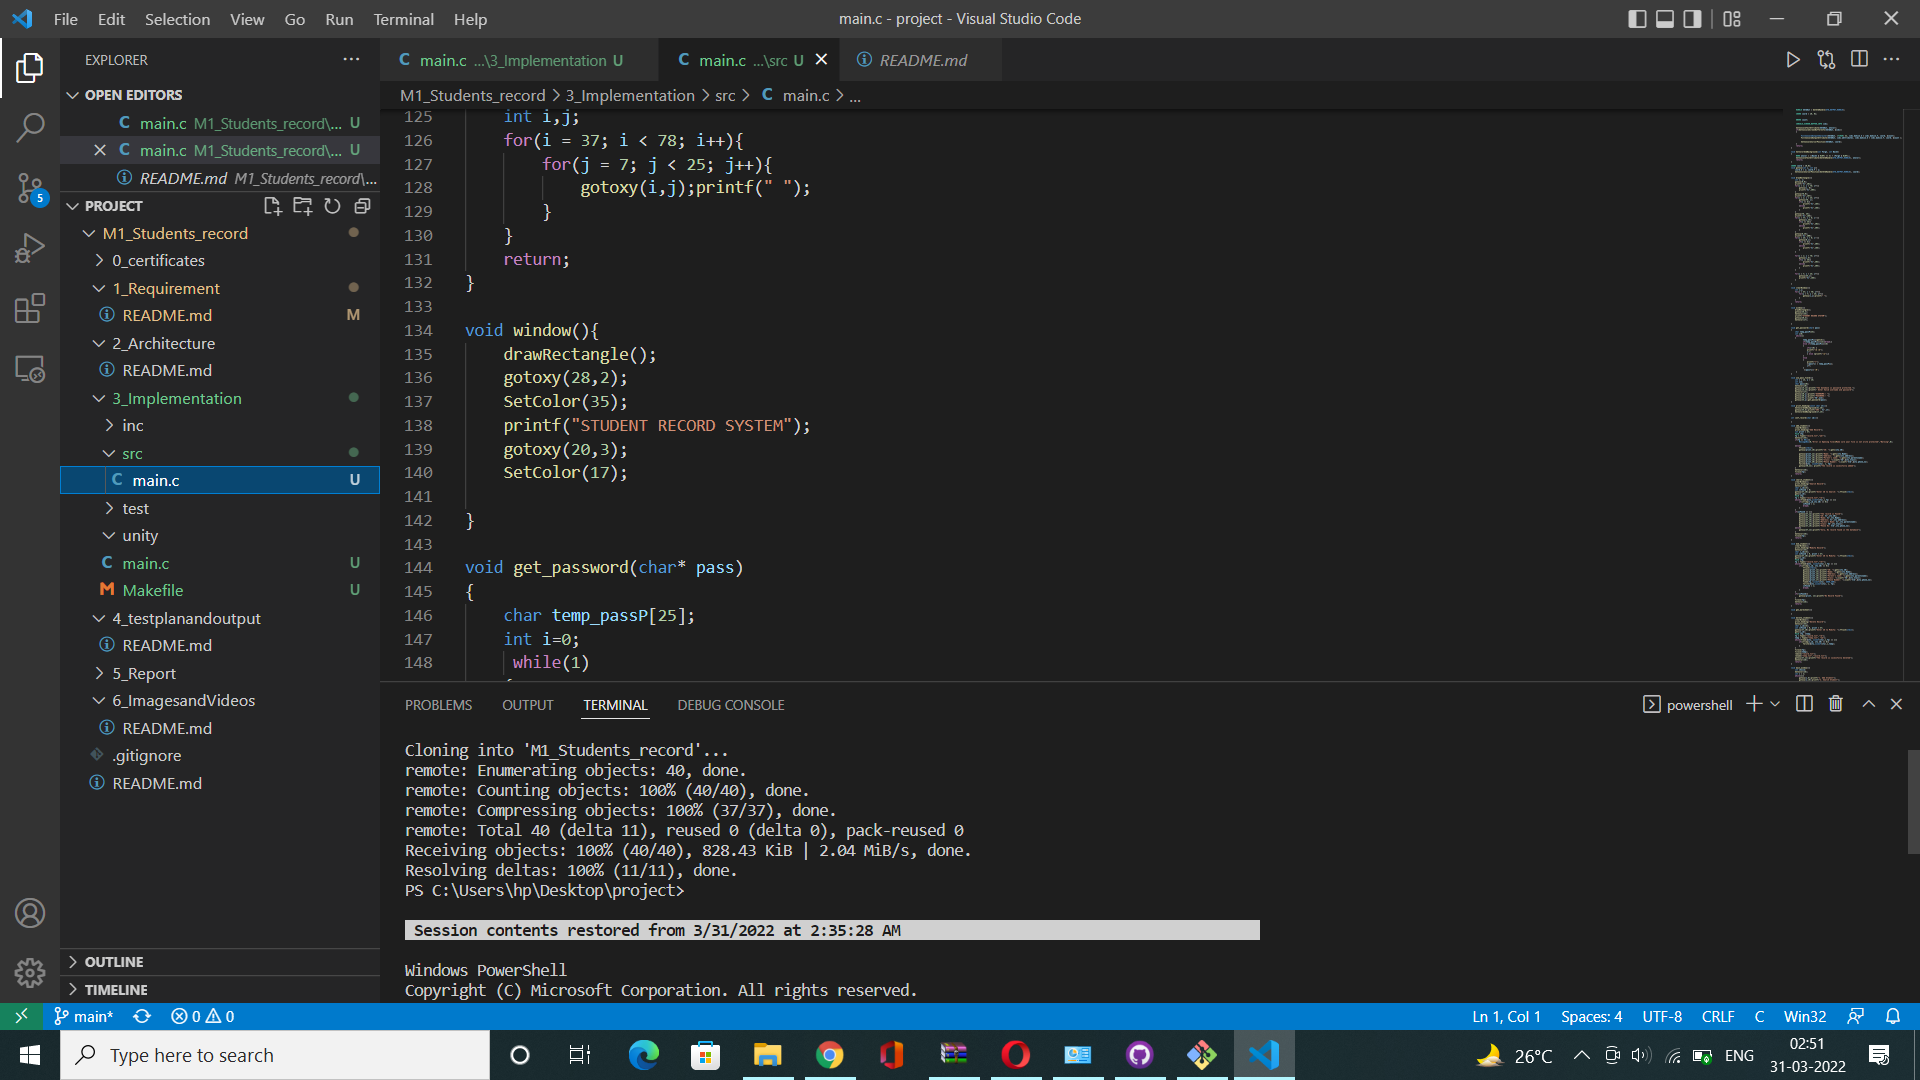 File Edit Selection View Go Run Terminal Help
main.c - project - Visual Studio Code
EXPLORER
OPEN EDITORS
main.c M1_Students_record\... U
main.c M1_Students_record\... U
README.md M1_Students_record\...
5
PROJECT
M1_Students_record
0_certificates
1_Requirement
README.md M
2_Architecture
README.md
3_Implementation
inc
src
main.c U
test
unity
main.c U
Makefile U
4_testplanandoutput
README.md
5_Report
6_ImagesandVideos
README.md
.gitignore
README.md
OUTLINE
TIMELINE
main.c ...\3_Implementation U
main.c ...\src U
README.md
M1_Students_record > 3_Implementation > src > C main.c > ...
125 int i,j;
126 for(i = 37; i < 78; i++){
127 for(j = 7; j < 25; j++){
128 gotoxy(i,j);printf(" ");
129 }
130 }
131 return;
132 }
133
134 void window(){
135 drawRectangle();
136 gotoxy(28,2);
137 SetColor(35);
138 printf("STUDENT RECORD SYSTEM");
139 gotoxy(20,3);
140 SetColor(17);
141
142 }
143
144 void get_password(char* pass)
145 {
146 char temp_passP[25];
147 int i=0;
148 while(1)
PROBLEMS OUTPUT TERMINAL DEBUG CONSOLE
powershell
Cloning into 'M1_Students_record'...
remote: Enumerating objects: 40, done.
remote: Counting objects: 100% (40/40), done.
remote: Compressing objects: 100% (37/37), done.
remote: Total 40 (delta 11), reused 0 (delta 0), pack-reused 0
Receiving objects: 100% (40/40), 828.43 KiB | 2.04 MiB/s, done.
Resolving deltas: 100% (11/11), done.
PS C:\Users\hp\Desktop\project>
Session contents restored from 3/31/2022 at 2:35:28 AM
Windows PowerShell
Copyright (C) Microsoft Corporation. All rights reserved.
main* 0 0
Ln 1, Col 1 Spaces: 4 UTF-8 CRLF C Win32
Type here to search
26°C ENG
02:51
31-03-2022